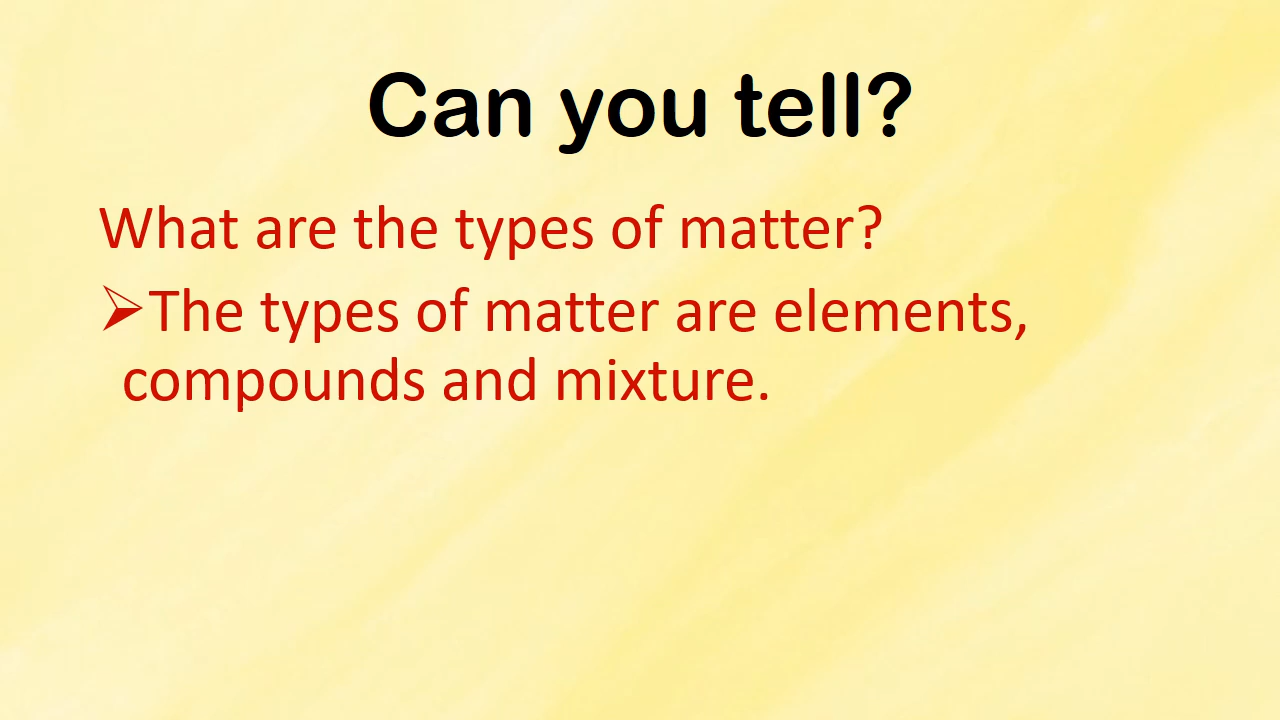 Can you tell?
What are the types of matter?
➢The types of matter are elements,
compounds and mixture.